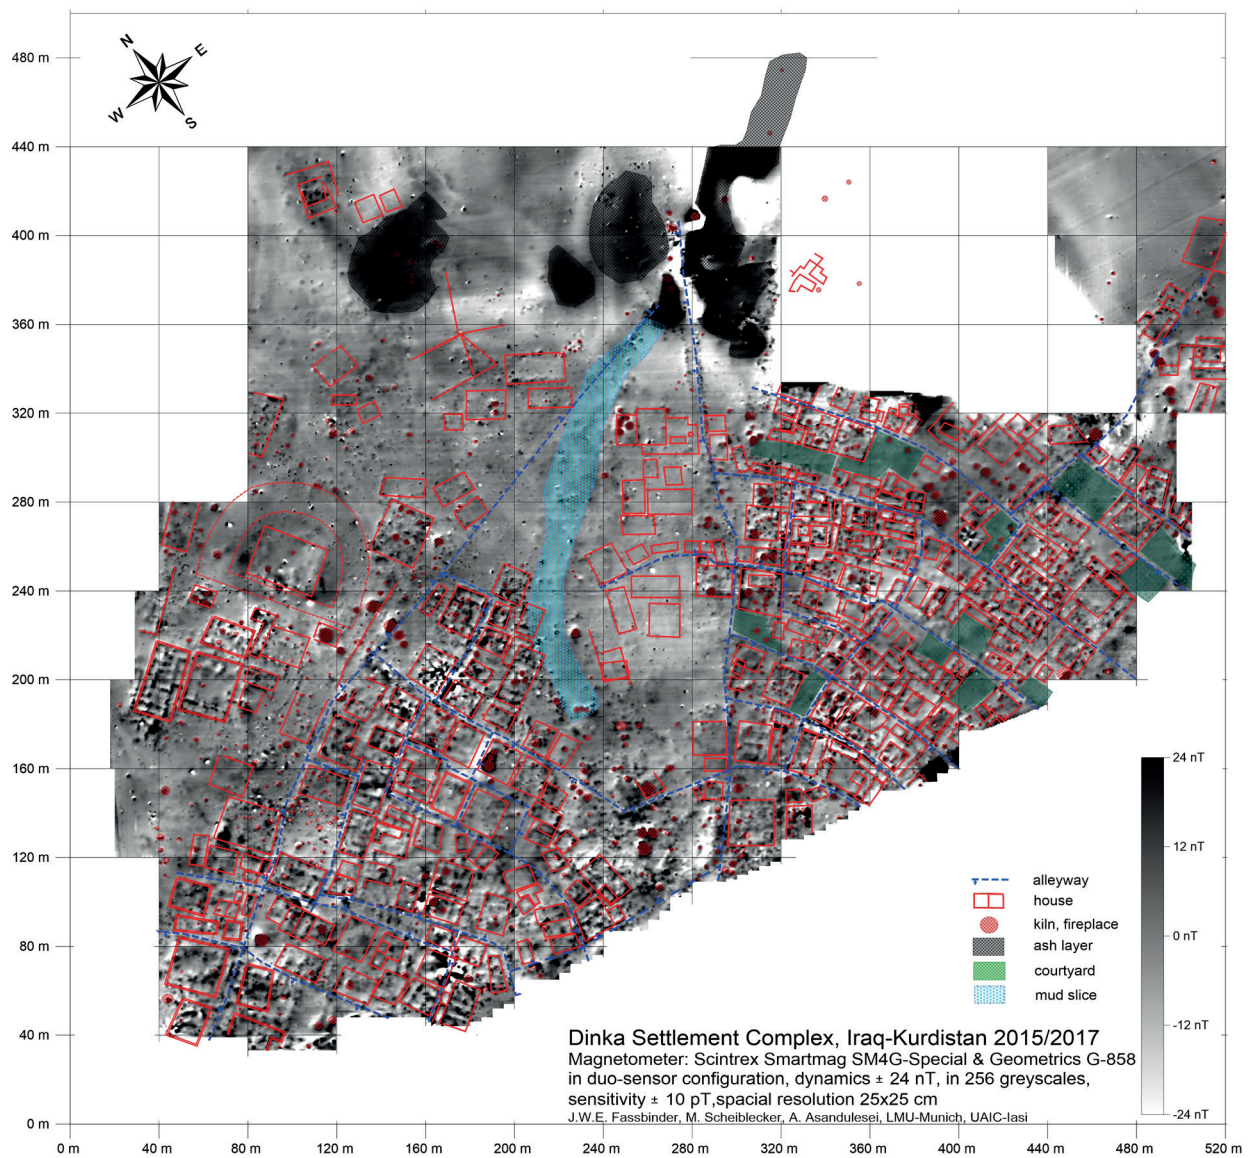 N
E
W
S
480 m
440 m
400 m
360 m
320 m
280 m
240 m
200 m
160 m
120 m
80 m
40 m
0 m
24 nT
12 nT
0 nT
-12 nT
-24 nT
alleyway
house
kiln, fireplace
ash layer
courtyard
mud slice
Dinka Settlement Complex, Iraq-Kurdistan 2015/2017
Magnetometer: Scintrex Smartmag SM4G-Special & Geometrics G-858
in duo-sensor configuration, dynamics ± 24 nT, in 256 greyscales,
sensitivity ± 10 pT,spacial resolution 25x25 cm
J.W.E. Fassbinder, M. Scheiblecker, A. Asandulesei, LMU-Munich, UAIC-Iasi
0 m 40 m 80 m 120 m 160 m 200 m 240 m 280 m 320 m 360 m 400 m 440 m 480 m 520 m